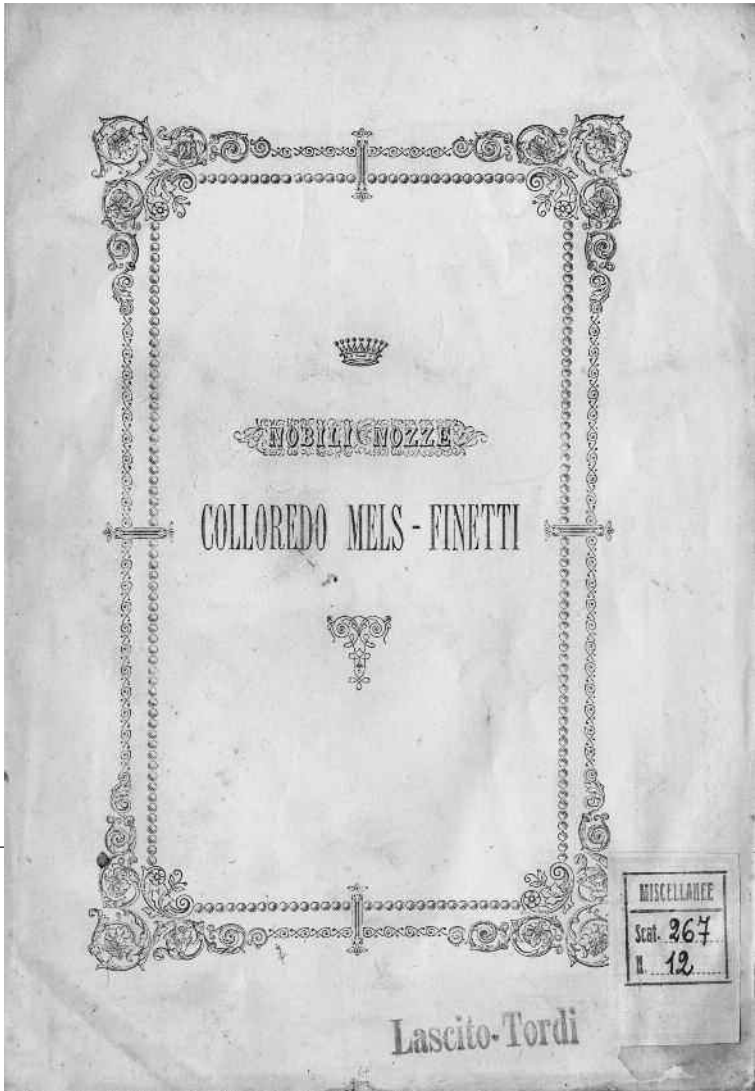 NOBILI NOZZE
COLLOREDO MELS - FINETTI
MISCELLANEE
Scat. 267
N. 12
Lascito-Tordi